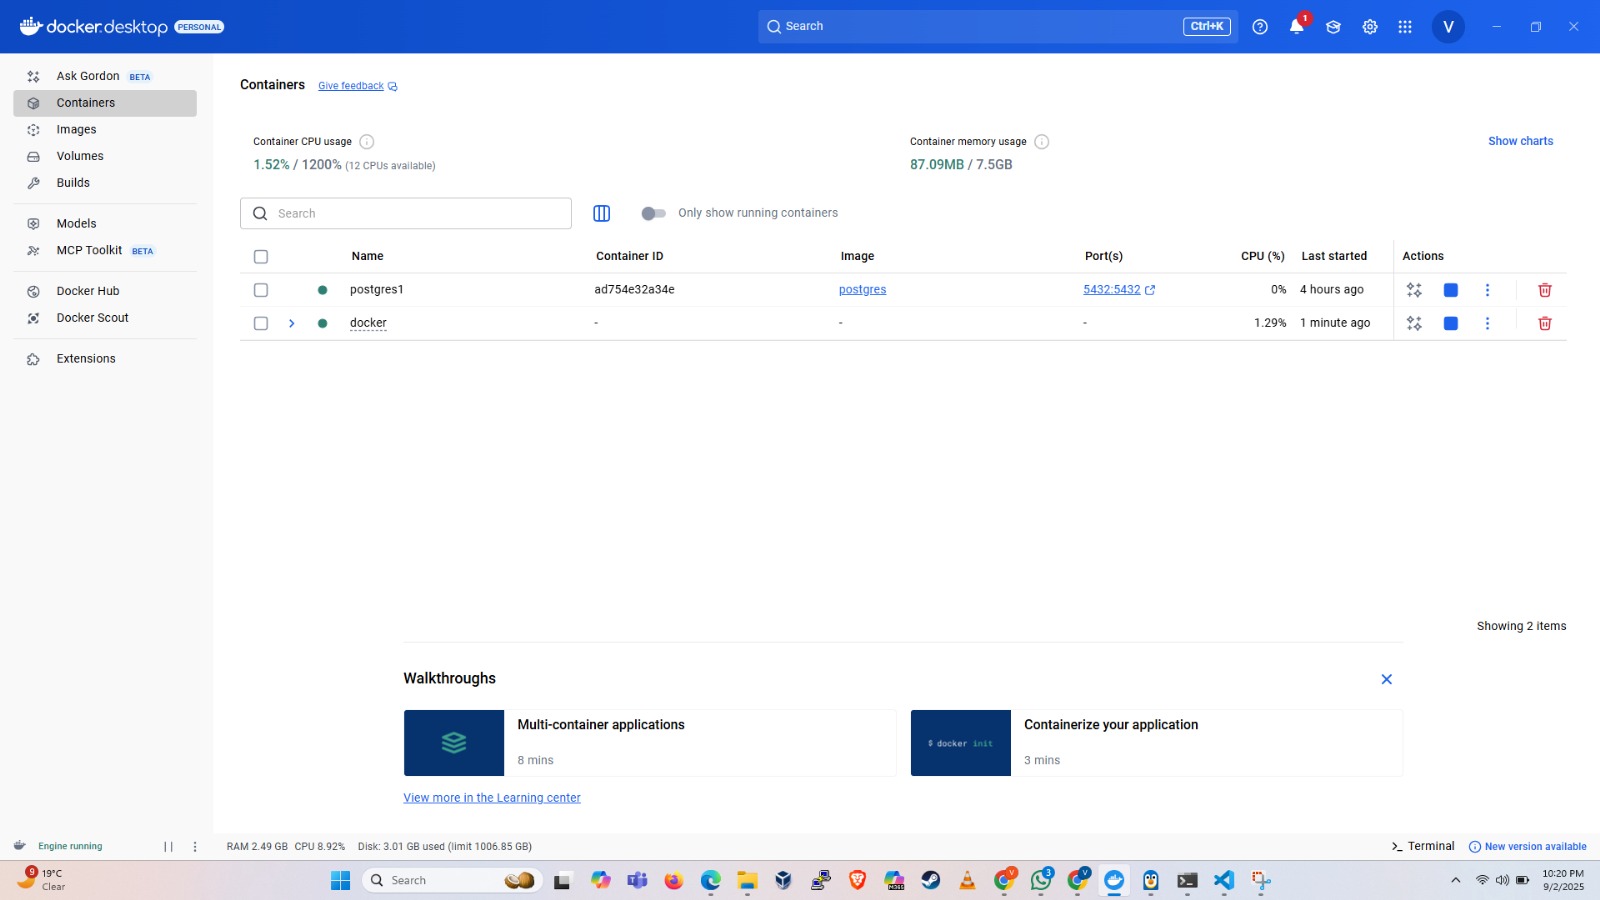 docker.desktop PERSONAL
Search Ctrl+K
1
V
Ask Gordon BETA
Containers
Images
Volumes
Builds
Models
MCP Toolkit BETA
Docker Hub
Docker Scout
Extensions
Containers Give feedback
Container CPU usage
1.52% / 1200% (12 CPUs available)
Container memory usage
87.09MB / 7.5GB
Show charts
Search
Only show running containers
Name Container ID Image Port(s) CPU (%) Last started Actions
postgres1 ad754e32a34e postgres 5432:5432 0% 4 hours ago
docker - - - 1.29% 1 minute ago
Showing 2 items
Walkthroughs
Multi-container applications
8 mins
$ docker init
Containerize your application
3 mins
View more in the Learning center
Engine running
RAM 2.49 GB CPU 8.92% Disk: 3.01 GB used (limit 1006.85 GB)
Terminal
New version available
9
19°C
Clear
Search
M365
V
3
V
10:20 PM
9/2/2025